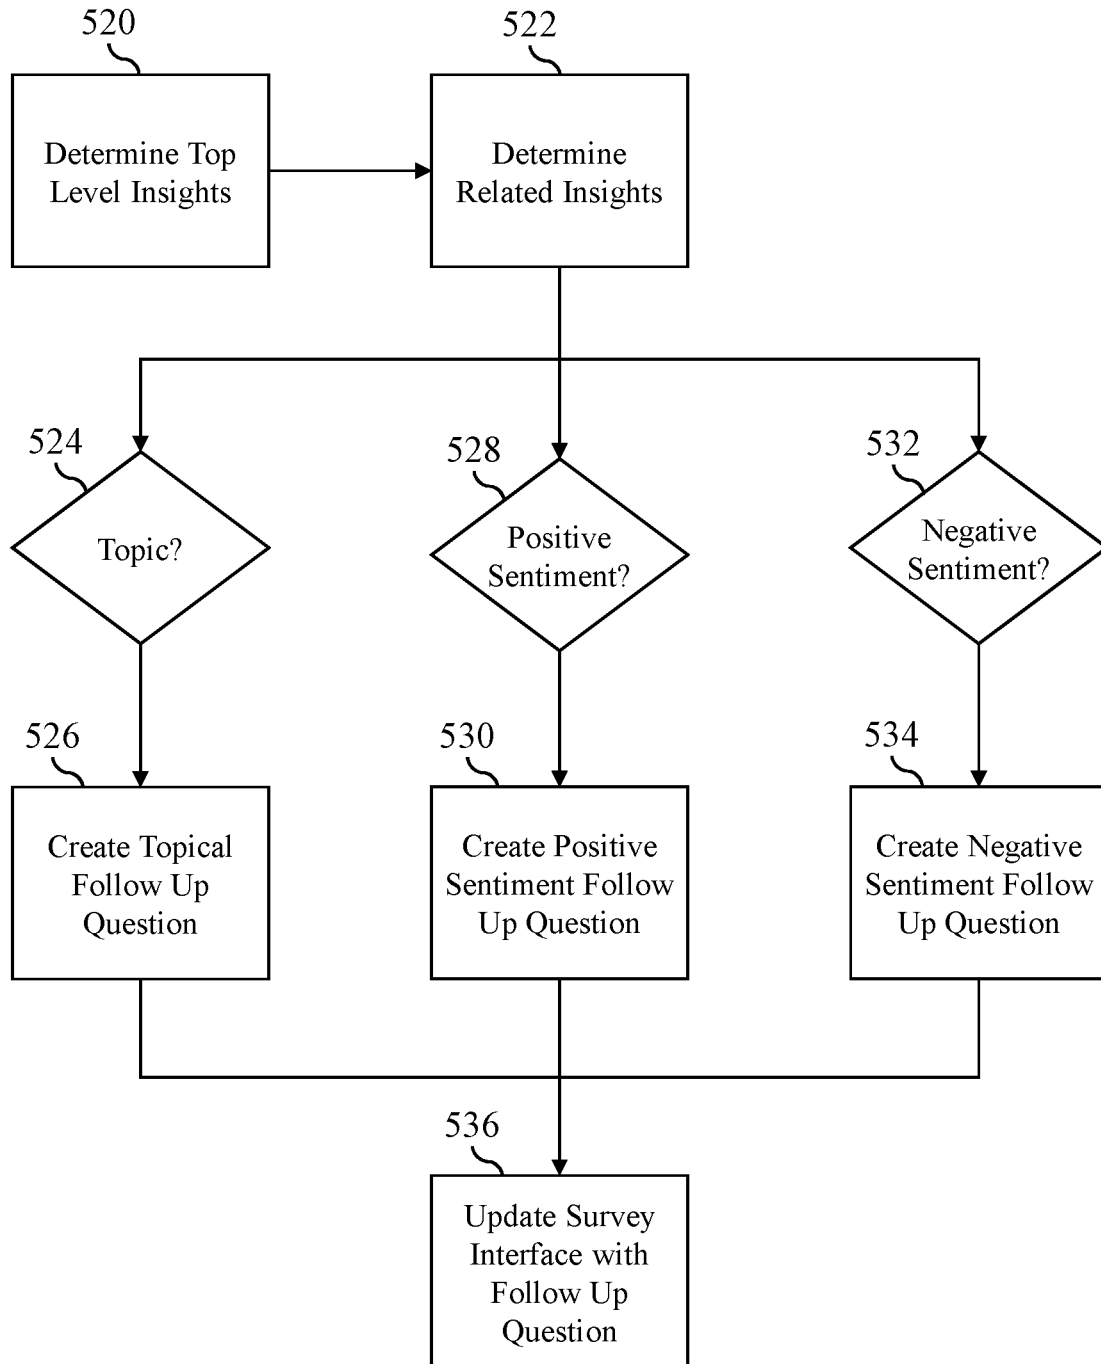 520
522
Determine Top
Level Insights
Determine
Related Insights
524
528
532
Topic?
Positive
Sentiment?
Negative
Sentiment?
526
530
534
Create Topical
Follow Up
Question
Create Positive
Sentiment Follow
Up Question
Create Negative
Sentiment Follow
Up Question
536
Update Survey
Interface with
Follow Up
Question